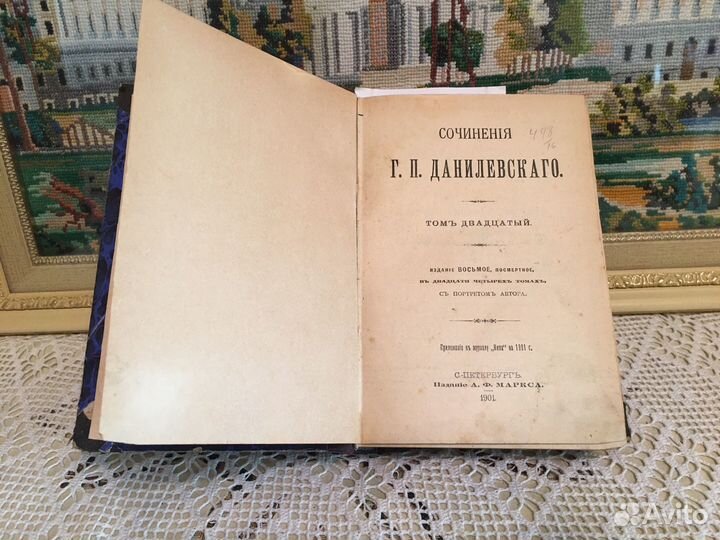 СОЧИНЕНІЯ
Г. П. ДАНИЛЕВСКАГО.
ТОМЪ ДВАДЦАТЫЙ.
ИЗДАНІЕ ВОСЬМОЕ, ПОСМЕРТНОЕ,
ВЪ ДВАДЦАТИ ЧЕТЫРЕХЪ ТОМАХЪ,
СЪ ПОРТРЕТОМЪ АВТОРА.
Приложеніе къ журналу „Нива“ на 1901 г.
С.-ПЕТЕРБУРГЪ.
Изданіе А. Ф. МАРКСА.
1901.
Avito